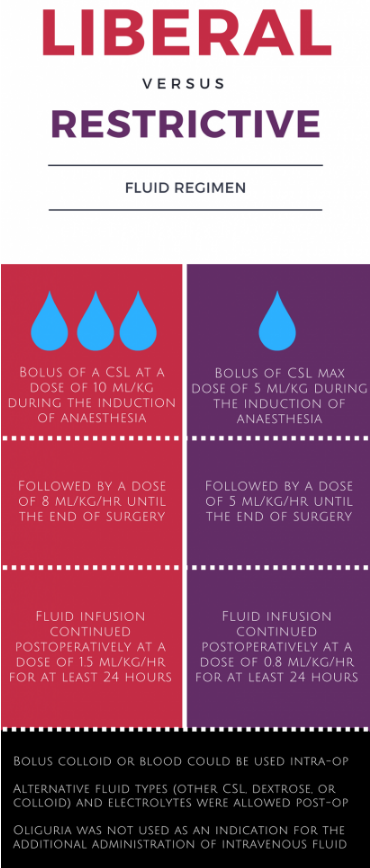 LIBERAL
VERSUS
RESTRICTIVE
FLUID REGIMEN
BOLUS OF A CSL AT A
DOSE OF 10 ML/KG
DURING THE INDUCTION
OF ANAESTHESIA
BOLUS OF CSL MAX
DOSE OF 5 ML/KG DURING
THE INDUCTION OF
ANAESTHESIA
FOLLOWED BY A DOSE
OF 8 ML/KG/HR UNTIL
THE END OF SURGERY
FOLLOWED BY A DOSE
OF 5 ML/KG/HR UNTIL
THE END OF SURGERY
FLUID INFUSION
CONTINUED
POSTOPERATIVELY AT A
DOSE OF 1.5 ML/KG/HR
FOR AT LEAST 24 HOURS
FLUID INFUSION
CONTINUED
POSTOPERATIVELY AT A
DOSE OF 0.8 ML/KG/HR
FOR AT LEAST 24 HOURS
BOLUS COLLOID OR BLOOD COULD BE USED INTRA-OP
ALTERNATIVE FLUID TYPES (OTHER CSL, DEXTROSE, OR
COLLOID) AND ELECTROLYTES WERE ALLOWED POST-OP
OLIGURIA WAS NOT USED AS AN INDICATION FOR THE
ADDITIONAL ADMINISTRATION OF INTRAVENOUS FLUID